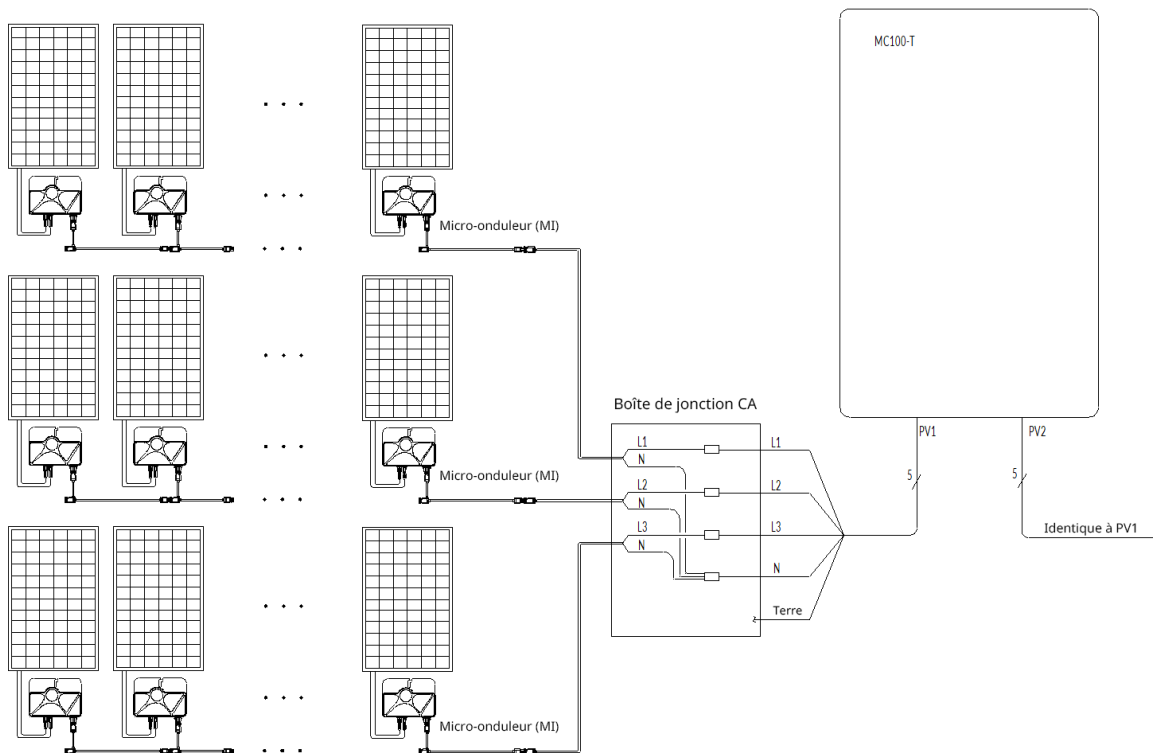 MC100-T
Micro-onduleur (MI)
Boîte de jonction CA
L1
N
L1
PV1
PV2
Micro-onduleur (MI)
L2
N
L2
5
5
L3
N
L3
Identique à PV1
N
Terre
Micro-onduleur (MI)